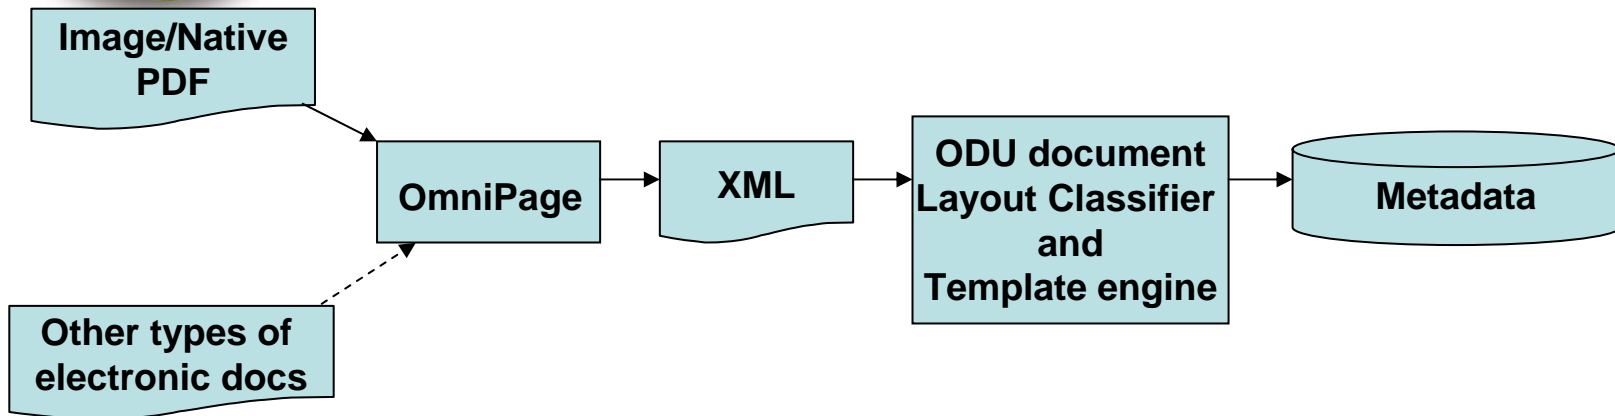 Image/Native
PDF
OmniPage
XML
ODU document
Layout Classifier
and
Template engine
Metadata
Other types of
electronic docs